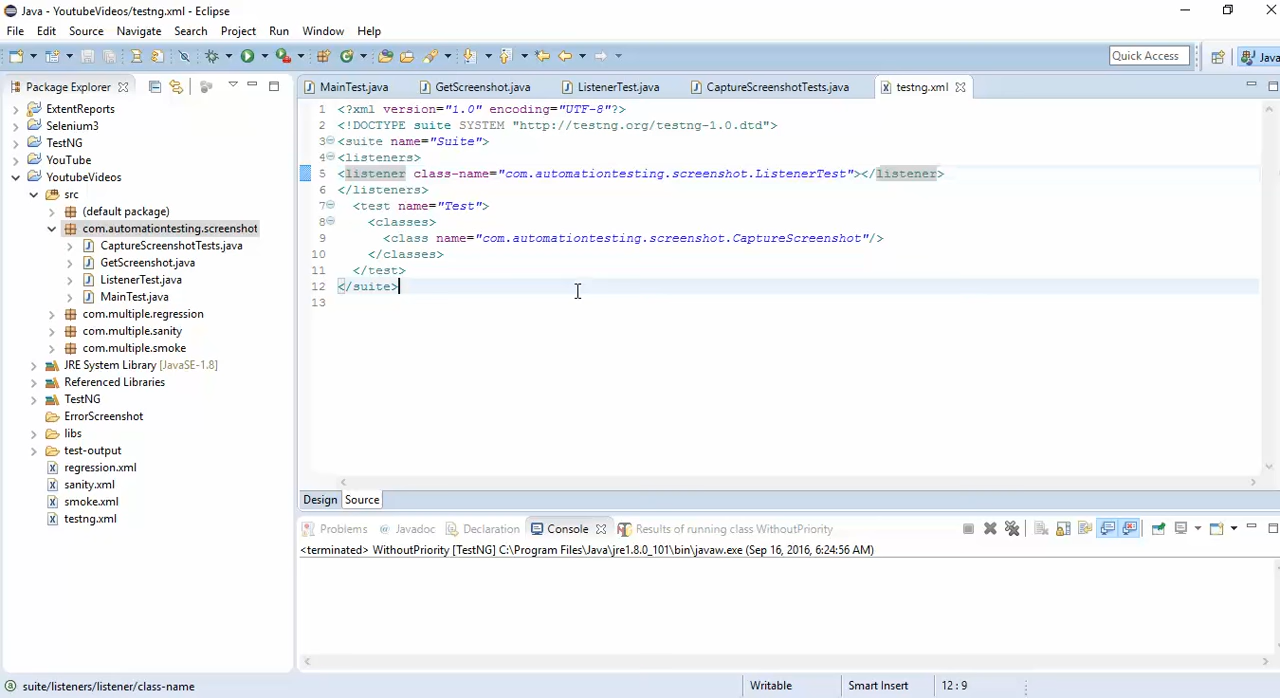 Java - YoutubeVideos/testng.xml - Eclipse
File Edit Source Navigate Search Project Run Window Help
Quick Access Java
Package Explorer
MainTest.java GetScreenshot.java ListenerTest.java CaptureScreenshotTests.java testng.xml
ExtentReports
Selenium3
TestNG
YouTube
YoutubeVideos
src
(default package)
com.automationtesting.screenshot
CaptureScreenshotTests.java
GetScreenshot.java
ListenerTest.java
MainTest.java
com.multiple.regression
com.multiple.sanity
com.multiple.smoke
JRE System Library [JavaSE-1.8]
Referenced Libraries
TestNG
ErrorScreenshot
libs
test-output
regression.xml
sanity.xml
smoke.xml
testng.xml
1 <?xml version="1.0" encoding="UTF-8"?>
2 <!DOCTYPE suite SYSTEM "http://testng.org/testng-1.0.dtd">
3 <suite name="Suite">
4 <listeners>
5 <listener class-name="com.automationtesting.screenshot.ListenerTest"></listener>
6 </listeners>
7 <test name="Test">
8 <classes>
9 <class name="com.automationtesting.screenshot.CaptureScreenshot"/>
10 </classes>
11 </test>
12 </suite>
13
Design Source
Problems Javadoc Declaration Console Results of running class WithoutPriority
<terminated> WithoutPriority [TestNG] C:\Program Files\Java\jre1.8.0_101\bin\javaw.exe (Sep 16, 2016, 6:24:56 AM)
suite/listeners/listener/class-name Writable Smart Insert 12:9